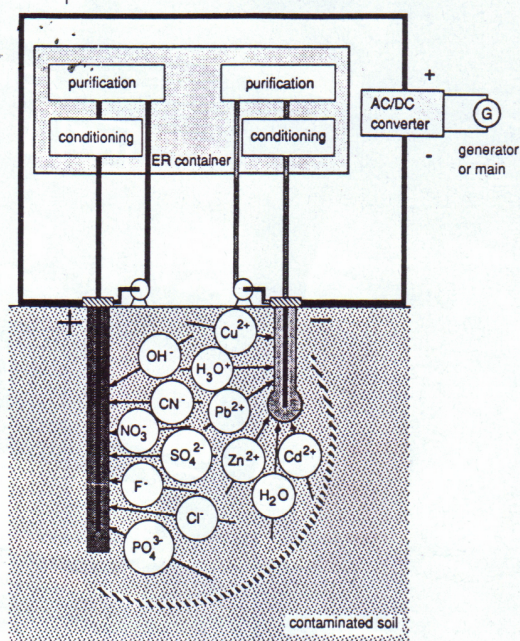 purification
purification
+
AC/DC
converter
G
-
generator
or main
conditioning
conditioning
ER container
+
−
Cu²⁺
OH⁻
H₃O⁺
CN⁻
Pb²⁺
NO₃⁻
SO₄²⁻
Zn²⁺
Cd²⁺
F⁻
H₂O
Cl⁻
PO₄³⁻
contaminated soil